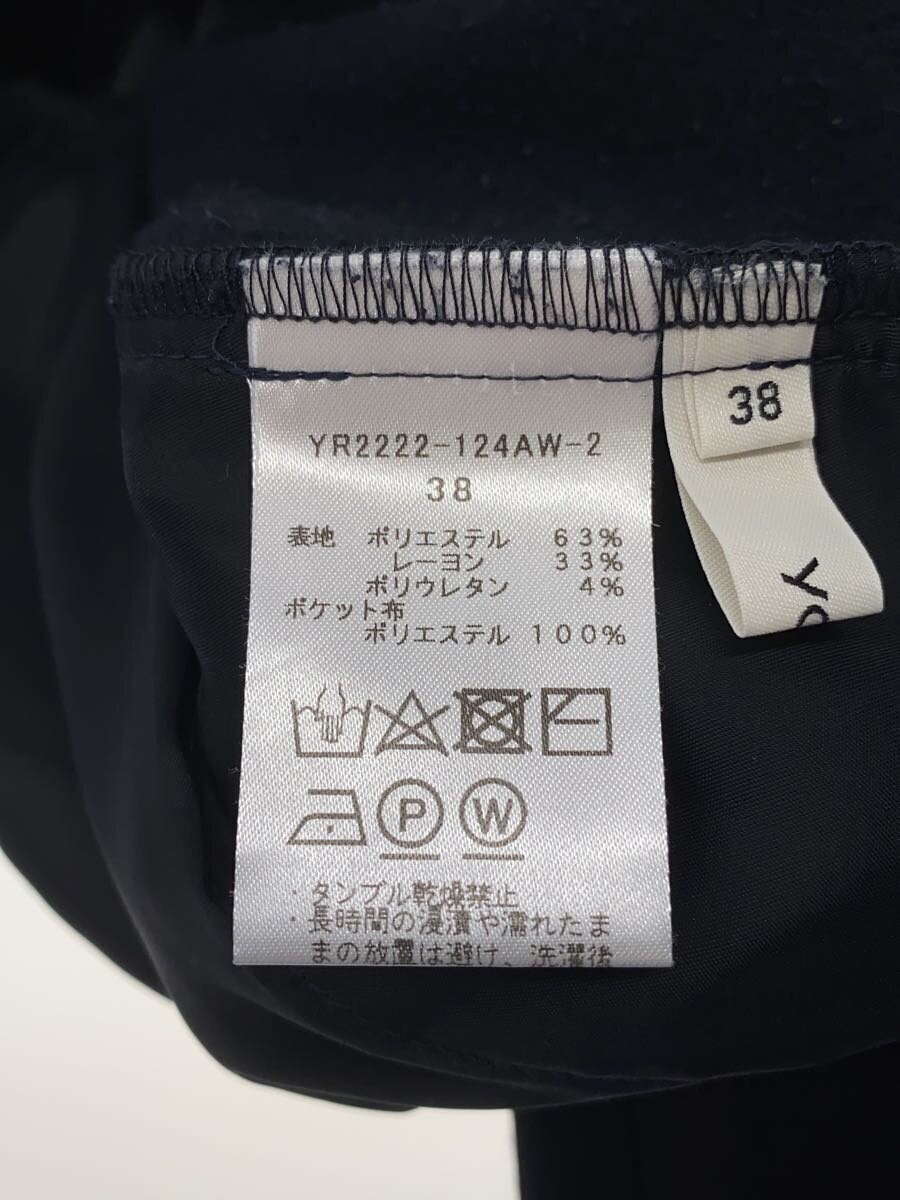 YR2222-124AW-2
38
表地 ポリエステル 63%
レーヨン 33%
ポリウレタン 4%
ポケット布
ポリエステル 100%
P W
・タンブル乾燥禁止
・長時間の浸漬や濡れたま
まの放置は避け、洗濯後
38